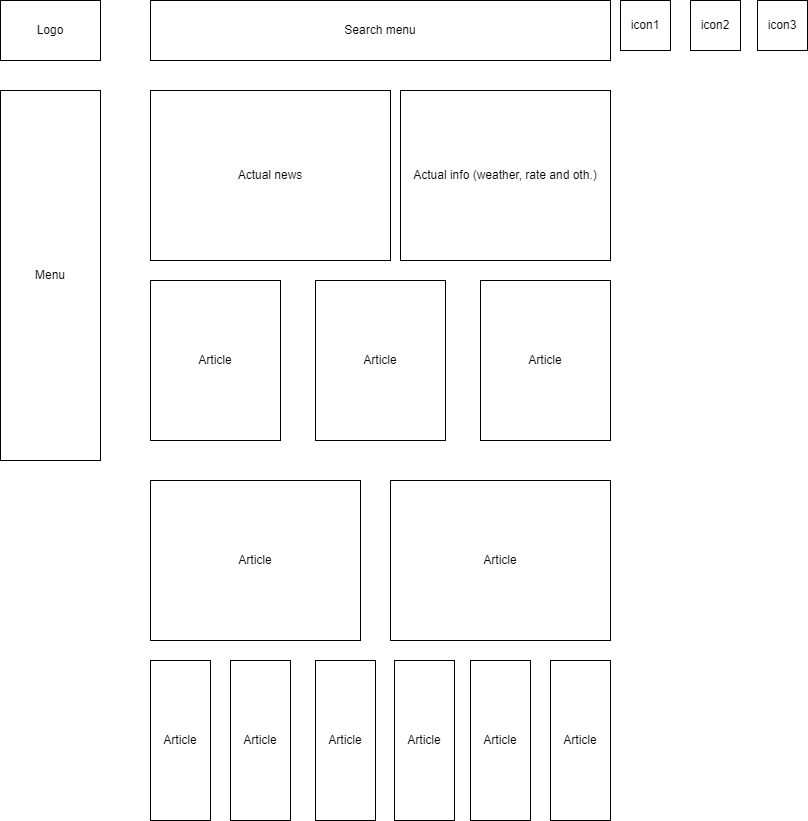 Logo
Search menu
icon1
icon2
icon3
Menu
Actual news
Actual info (weather, rate and oth.)
Article
Article
Article
Article
Article
Article
Article
Article
Article
Article
Article